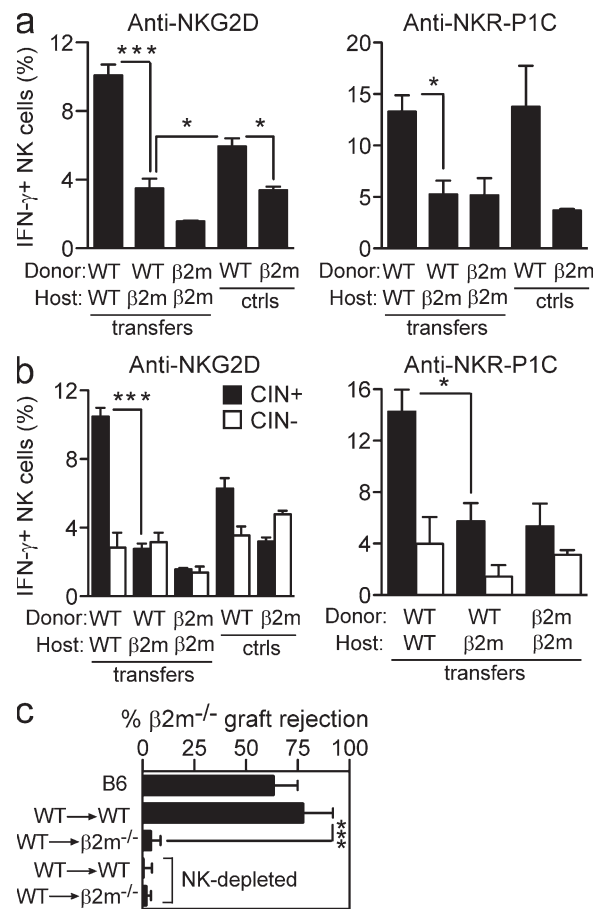 a
Anti-NKG2D
Anti-NKR-P1C
IFN-γ+ NK cells (%)
12
8
4
0
***
*
*
20
15
10
5
0
*
Donor: WT WT β2m WT β2m
Host: WT β2m β2m ctrls
transfers
WT WT β2m WT β2m
WT β2m β2m ctrls
transfers
b
Anti-NKG2D
Anti-NKR-P1C
IFN-γ+ NK cells (%)
12
8
4
0
***
CIN+
CIN-
16
12
8
4
0
*
Donor: WT WT β2m WT β2m
Host: WT β2m β2m ctrls
transfers
Donor: WT WT β2m
Host: WT β2m β2m
transfers
c
% β2m-/- graft rejection
0 25 50 75 100
B6
WT→WT
WT→β2m-/-
***
WT→WT
WT→β2m-/-
NK-depleted